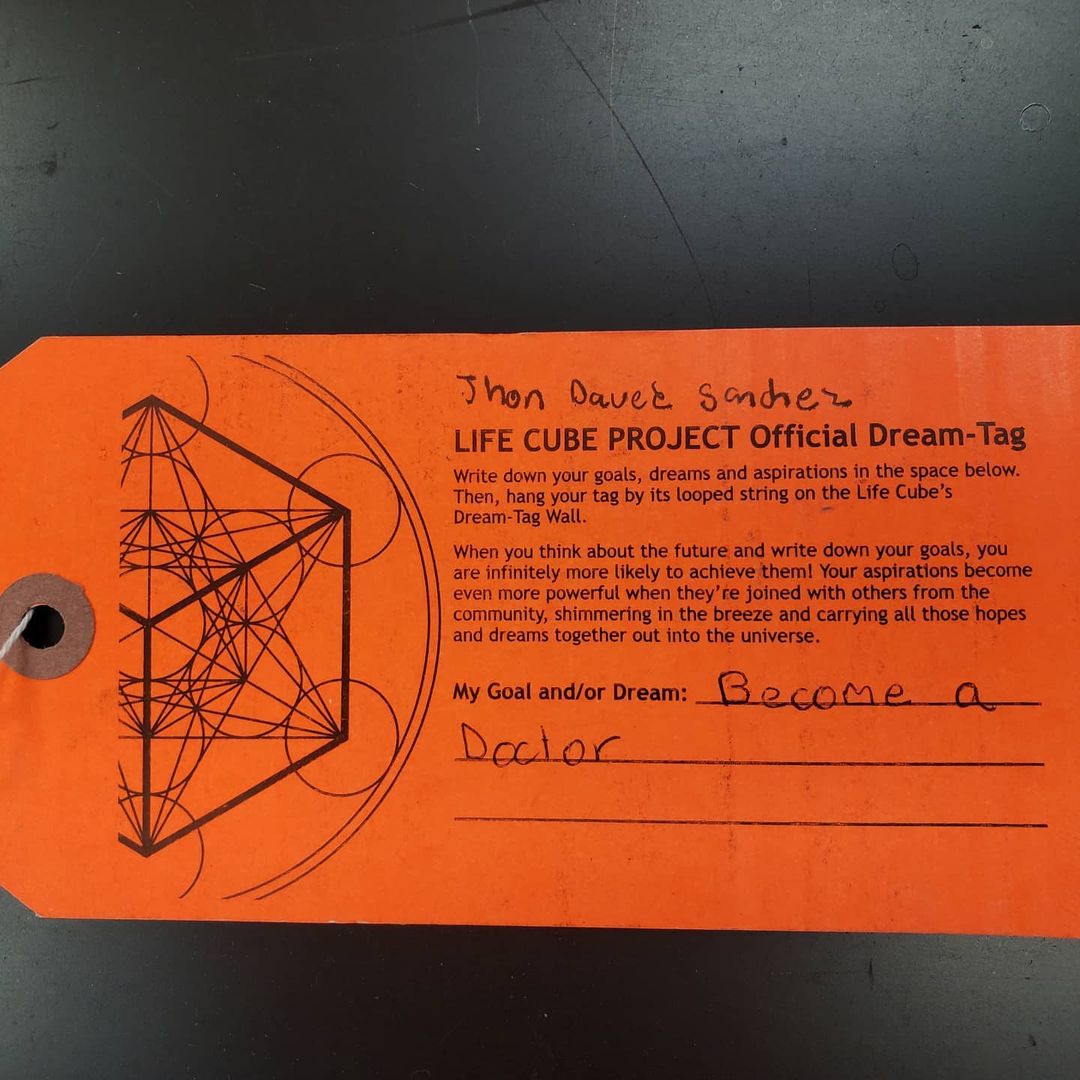 Jhon Davet Sanchez
LIFE CUBE PROJECT Official Dream-Tag
Write down your goals, dreams and aspirations in the space below.
Then, hang your tag by its looped string on the Life Cube's
Dream-Tag Wall.
When you think about the future and write down your goals, you
are infinitely more likely to achieve them! Your aspirations become
even more powerful when they're joined with others from the
community, shimmering in the breeze and carrying all those hopes
and dreams together out into the universe.
My Goal and/or Dream: Become a
Doctor